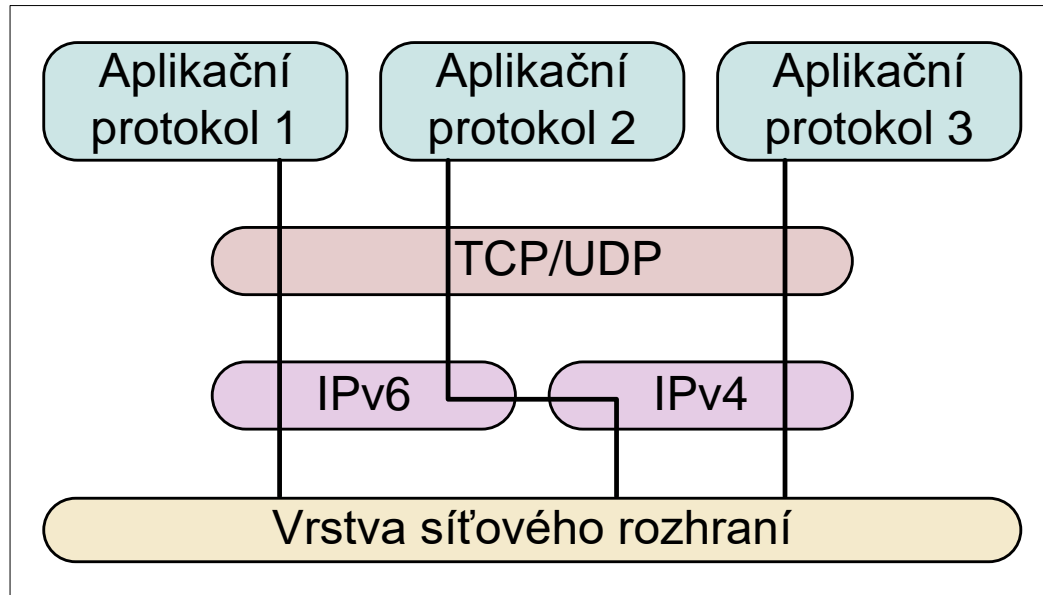 Aplikační
protokol 1
Aplikační
protokol 2
Aplikační
protokol 3
TCP/UDP
IPv6
IPv4
Vrstva síťového rozhraní